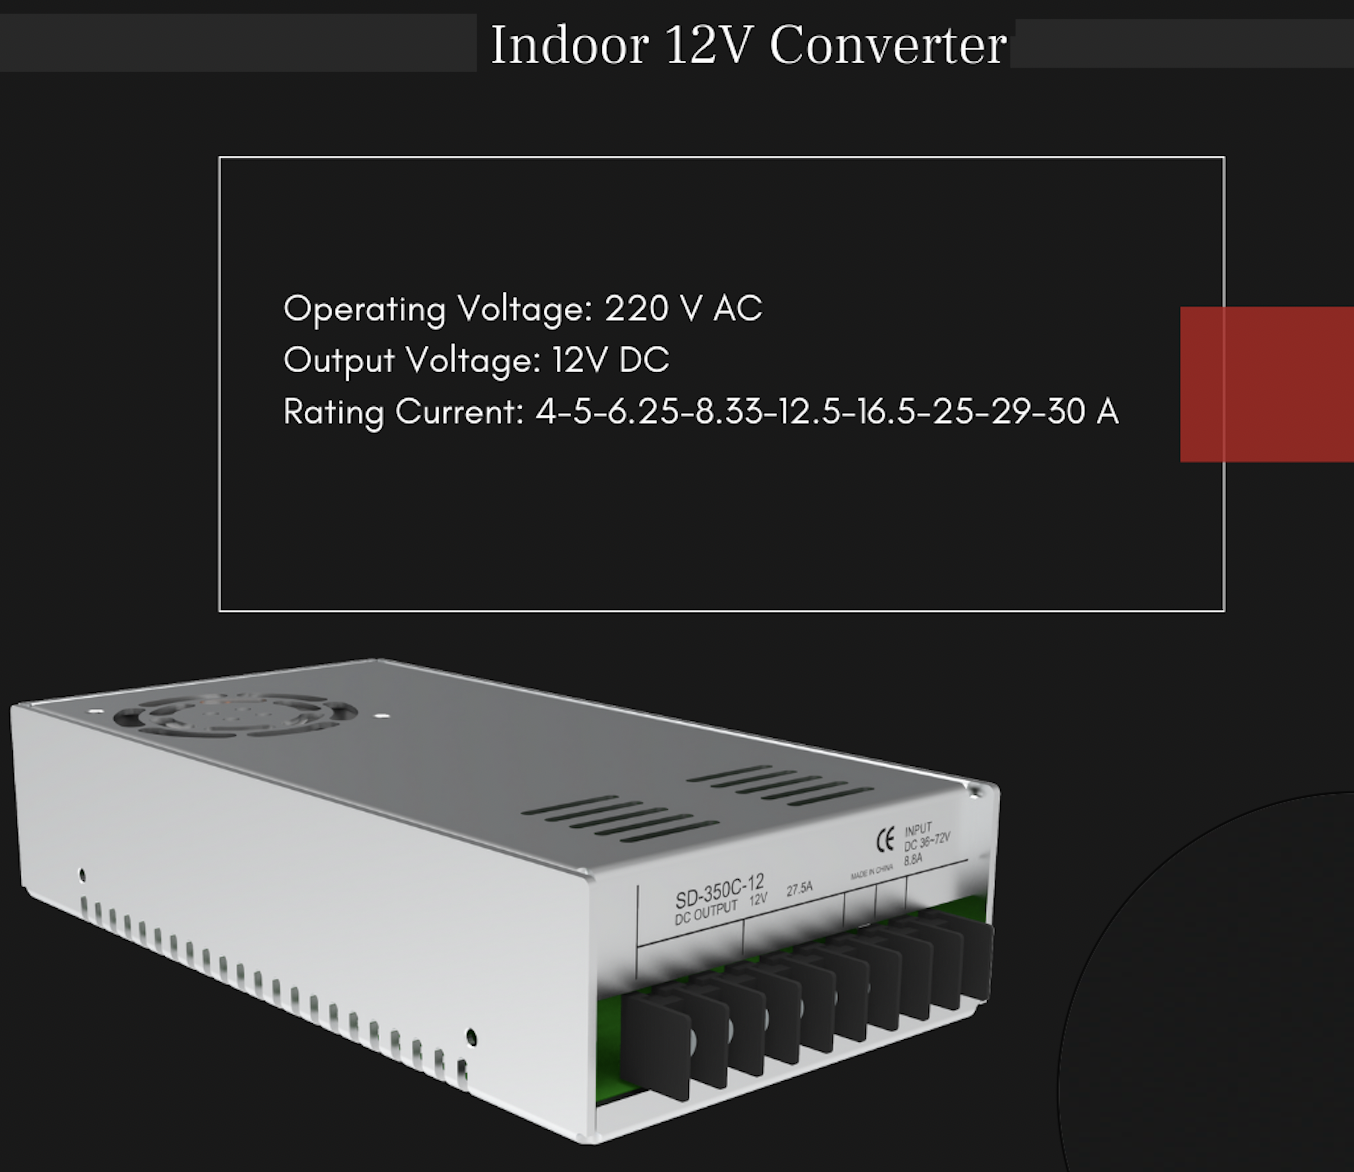 Indoor 12V Converter
Operating Voltage: 220 V AC
Output Voltage: 12V DC
Rating Current: 4-5-6.25-8.33-12.5-16.5-25-29-30 A
SD-350C-12
DC OUTPUT 12V 27.5A
MADE IN CHINA
CE
INPUT
DC 36~72V
8.8A